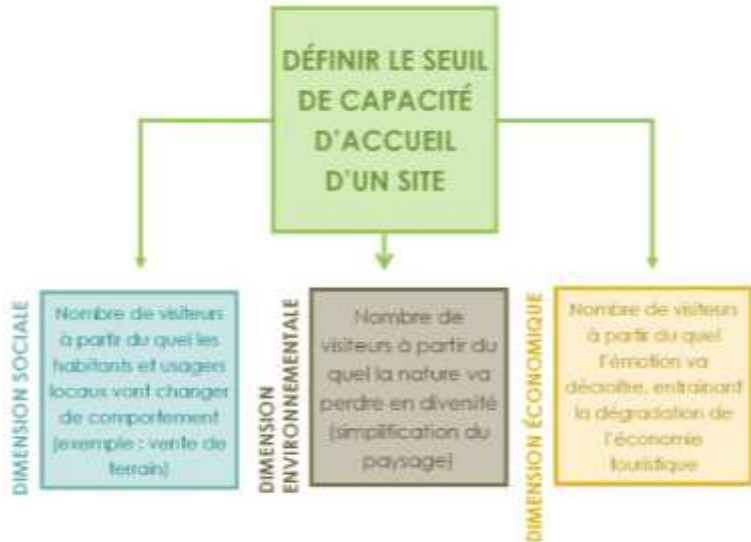 DÉFINIR LE SEUIL
DE CAPACITÉ
D'ACCUEIL
D'UN SITE
DIMENSION SOCIALE
Nombre de visiteurs
à partir du quel les
habitants et usagers
locaux vont changer
de comportement
(exemple : vente de
terrain)
DIMENSION
ENVIRONNEMENTALE
Nombre de
visiteurs à partir du
quel la nature va
perdre en diversité
(simplification du
paysage)
DIMENSION ÉCONOMIQUE
Nombre de visiteurs
à partir du quel
l'émotion va
décroître, entraînant
la dégradation de
l'économie
touristique